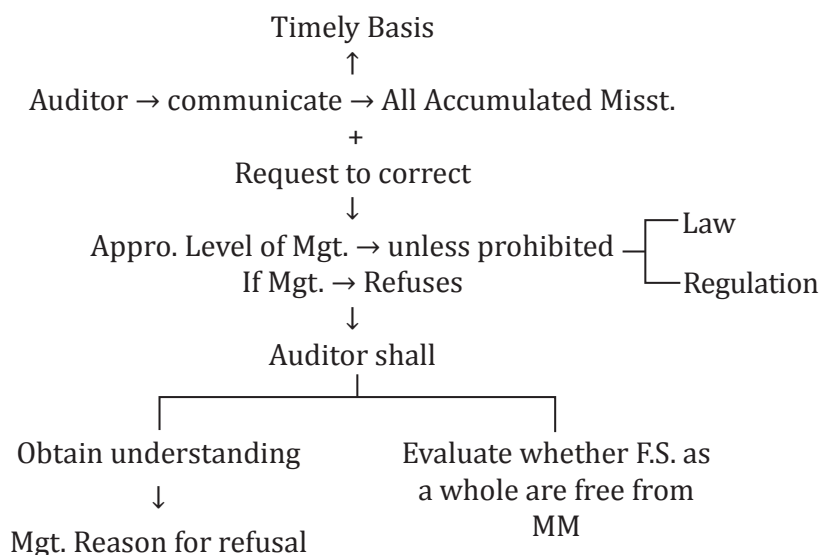 Timely Basis
↑
Auditor → communicate → All Accumulated Misst.
+
Request to correct
↓
Appro. Level of Mgt. → unless prohibited
Law
Regulation
If Mgt. → Refuses
↓
Auditor shall
Obtain understanding
↓
Mgt. Reason for refusal
Evaluate whether F.S. as
a whole are free from
MM